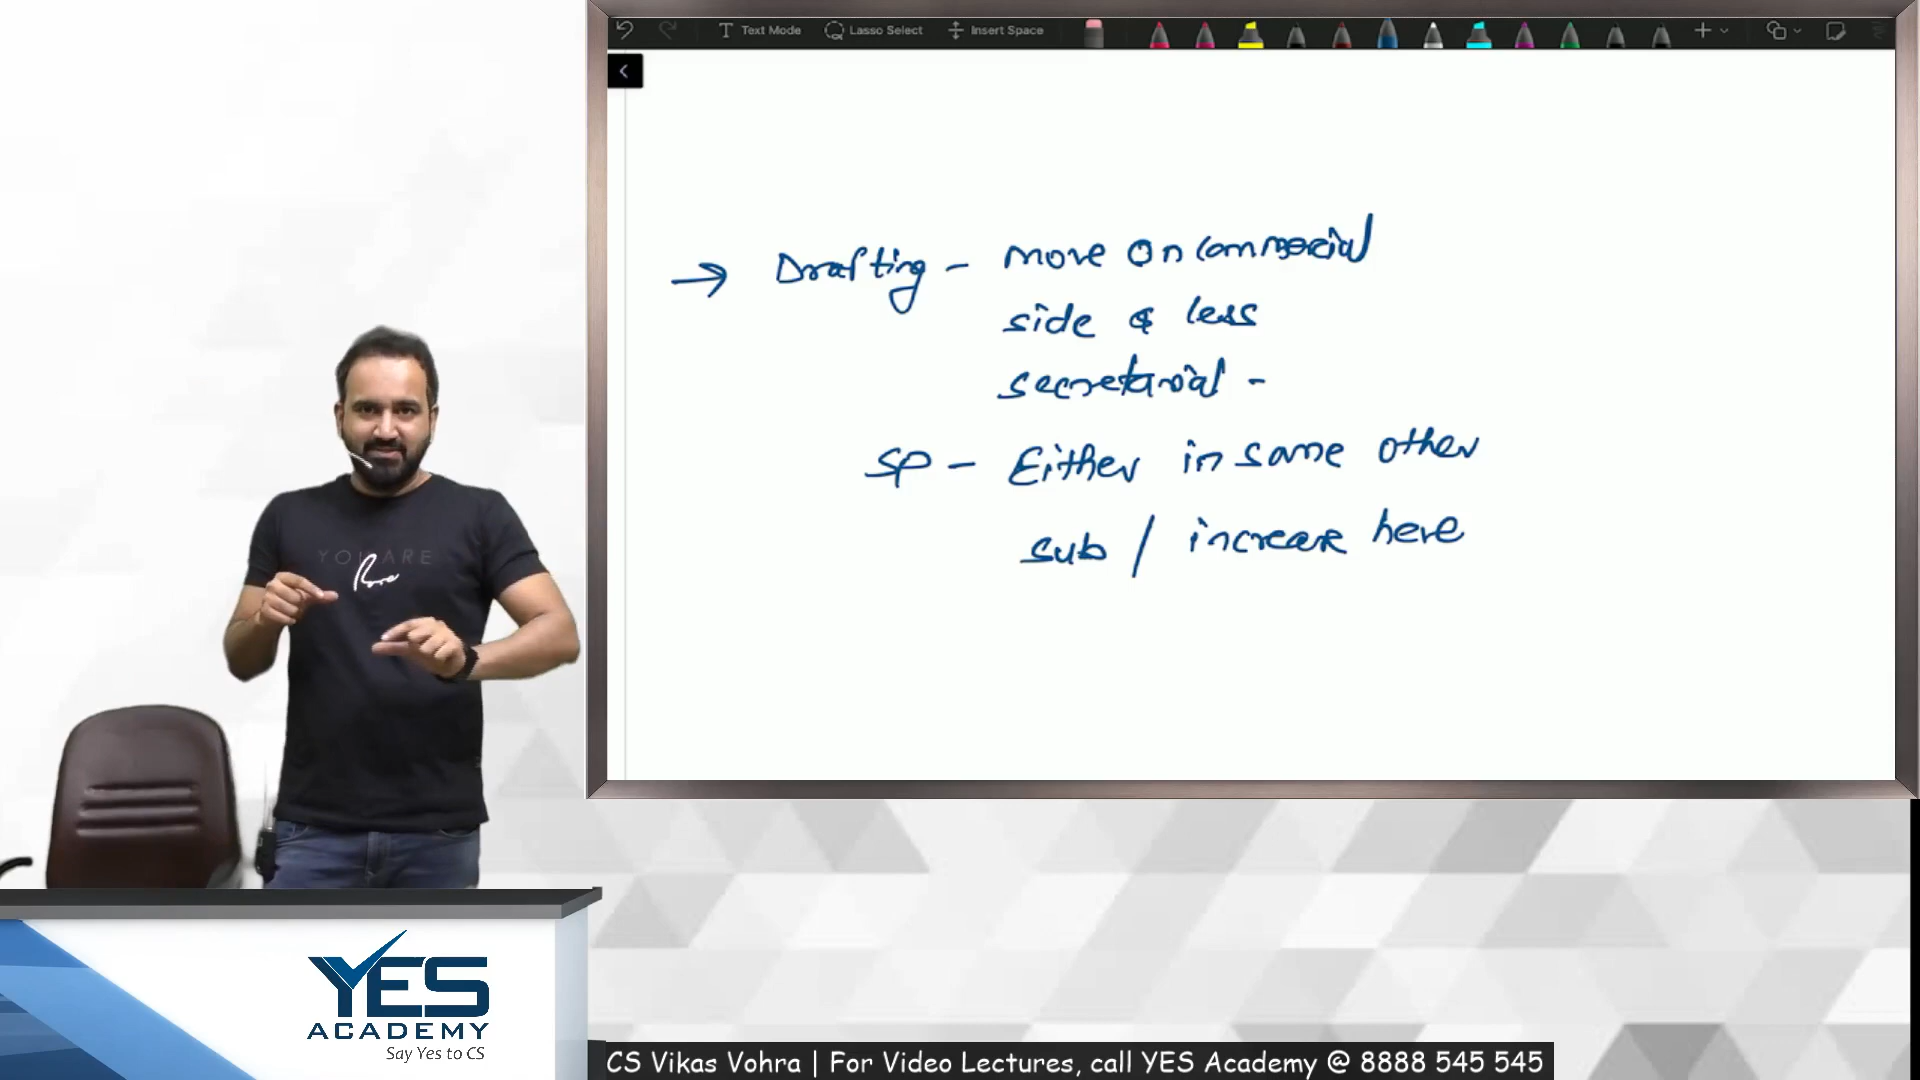 Text Mode Lasso Select Insert Space
→ Drafting - more on commercial
side & less
secretarial -
SP - Either in some other
sub / increase here
YOU ARE
YES
ACADEMY
Say Yes to CS
CS Vikas Vohra | For Video Lectures, call YES Academy @ 8888 545 545